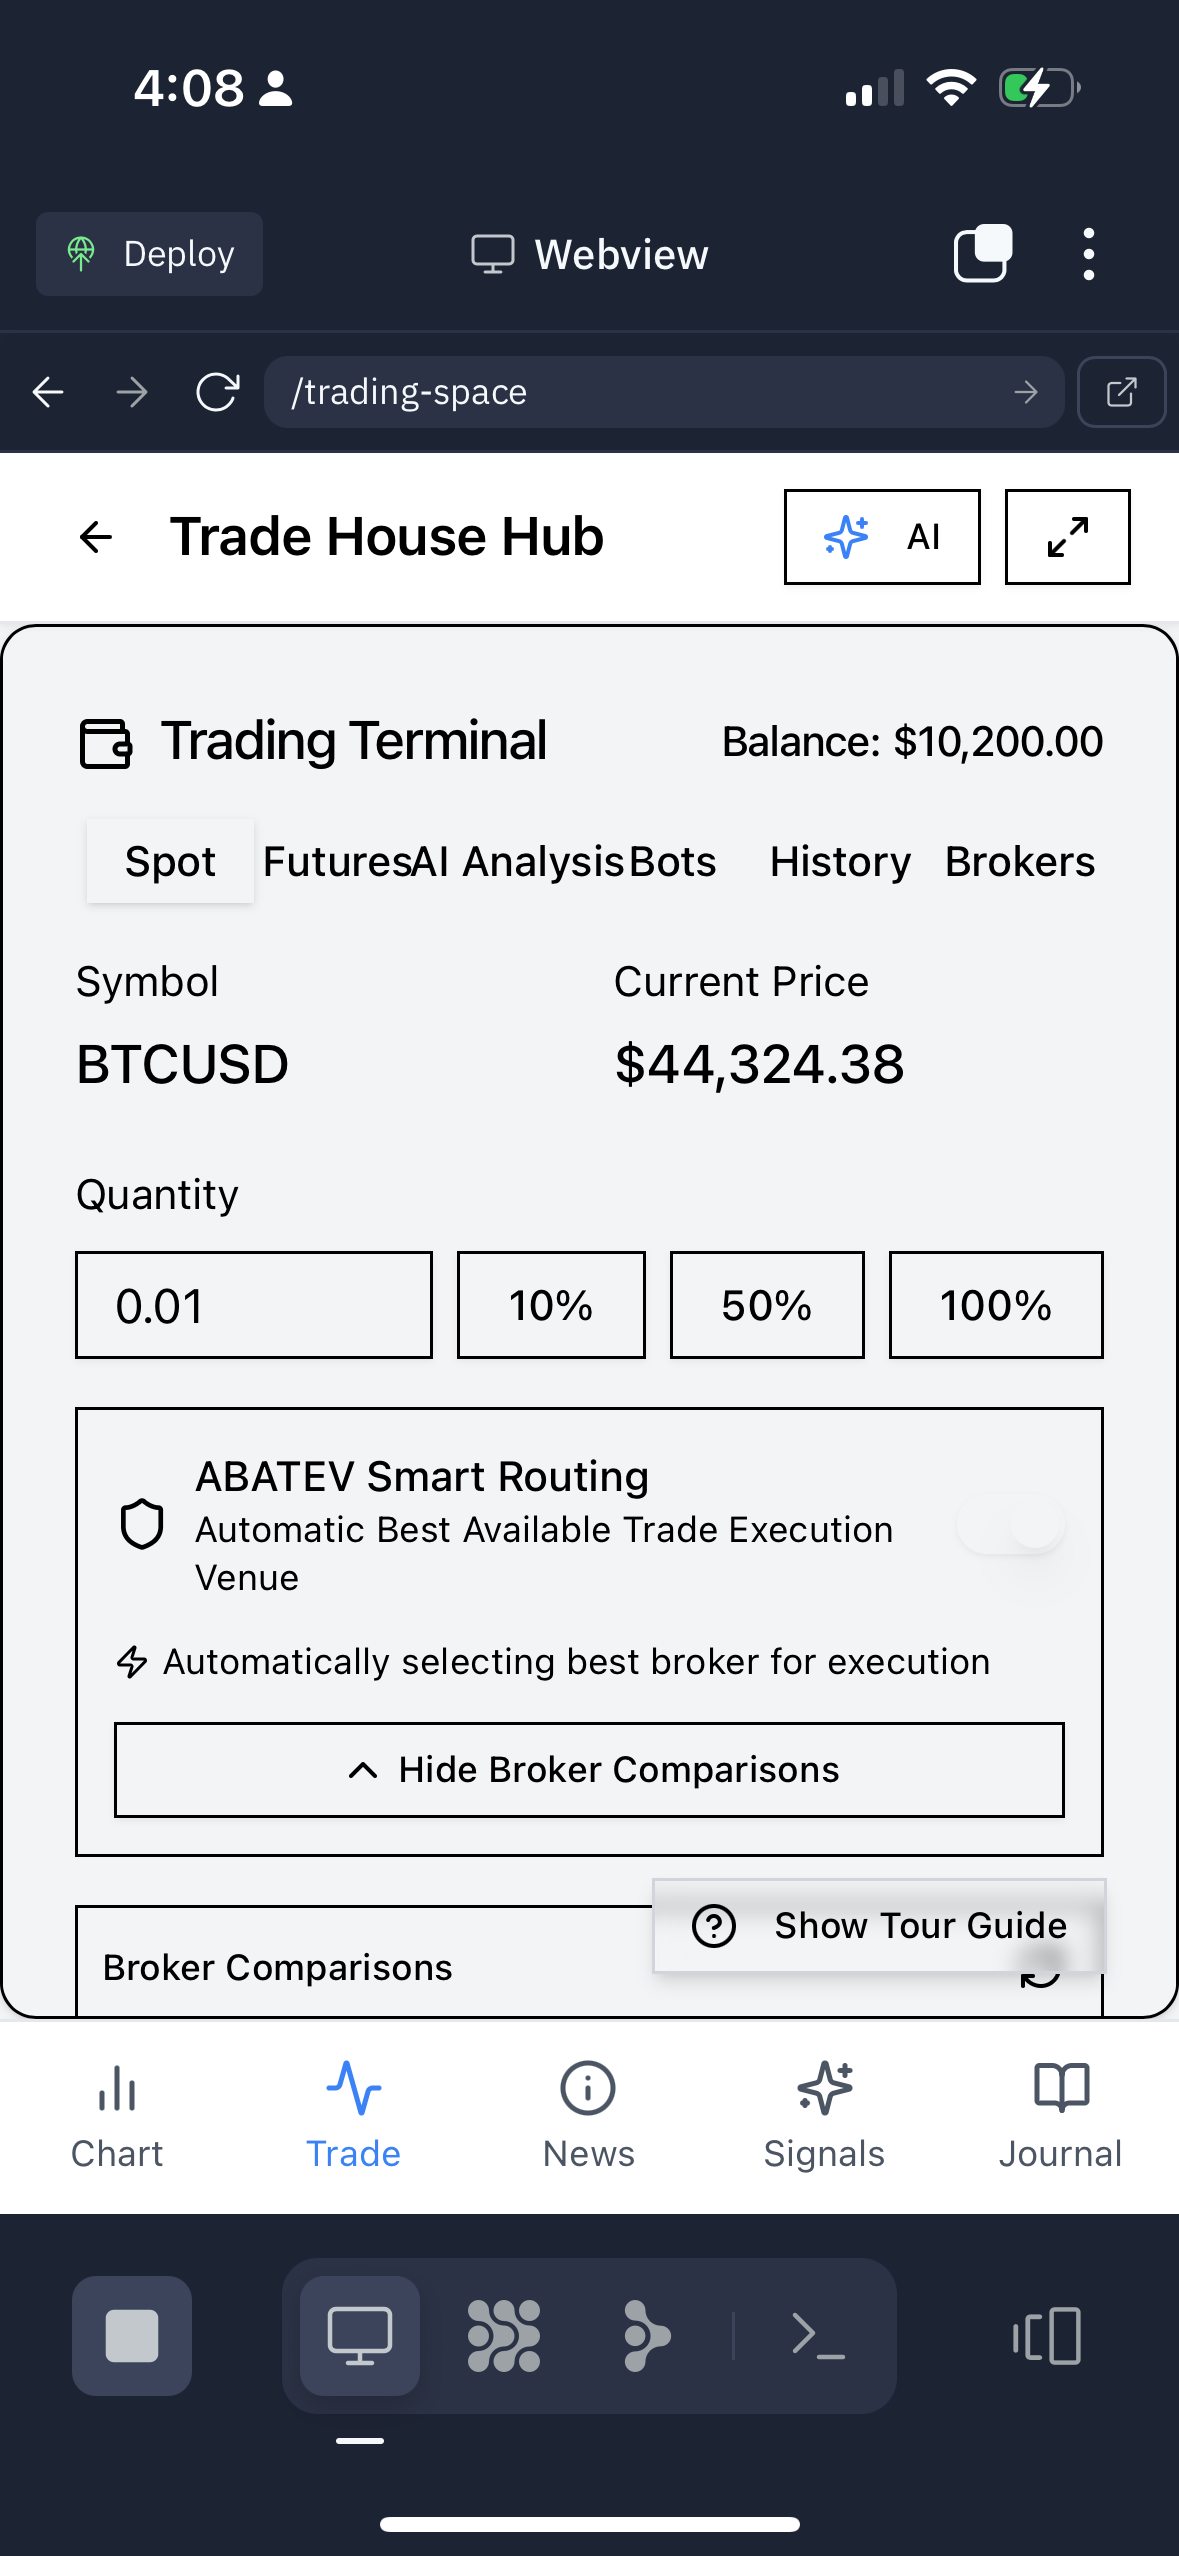 4:08
Deploy
Webview
/trading-space
Trade House Hub
AI
Trading Terminal
Balance: $10,200.00
Spot
Futures
AI Analysis
Bots
History
Brokers
Symbol
Current Price
BTCUSD
$44,324.38
Quantity
0.01
10%
50%
100%
ABATEV Smart Routing
Automatic Best Available Trade Execution
Venue
Automatically selecting best broker for execution
Hide Broker Comparisons
Show Tour Guide
Broker Comparisons
Chart
Trade
News
Signals
Journal